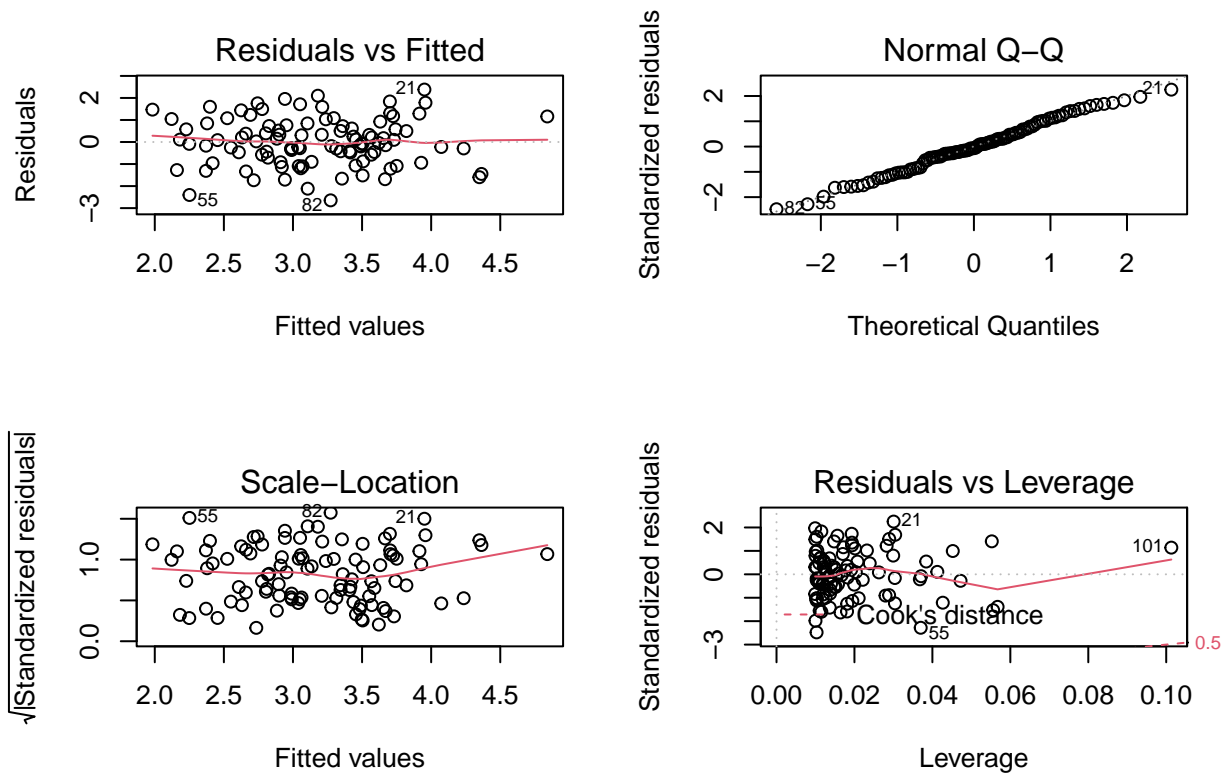 Residuals vs Fitted
Residuals
2
0
−3
21
55
82
2.0 2.5 3.0 3.5 4.0 4.5
Fitted values
Normal Q−Q
Standardized residuals
2
0
−2
21
82
55
−2 −1 0 1 2
Theoretical Quantiles
Scale−Location
√|Standardized residuals|
1.0
0.0
55
82
21
2.0 2.5 3.0 3.5 4.0 4.5
Fitted values
Residuals vs Leverage
Standardized residuals
2
0
−3
21
101
Cook's distance
55
0.5
0.00 0.02 0.04 0.06 0.08 0.10
Leverage